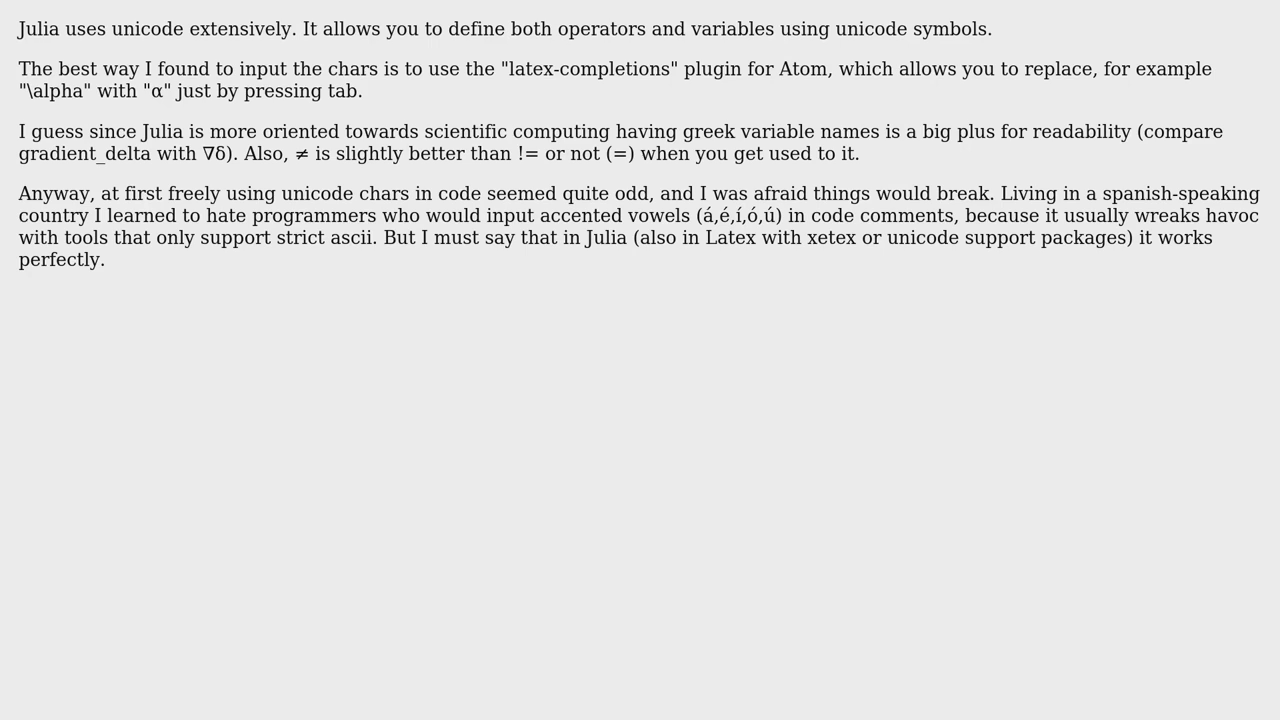 Julia uses unicode extensively. It allows you to define both operators and variables using unicode symbols.
The best way I found to input the chars is to use the "latex-completions" plugin for Atom, which allows you to replace, for example
"\alpha" with "α" just by pressing tab.
I guess since Julia is more oriented towards scientific computing having greek variable names is a big plus for readability (compare
gradient_delta with ∇δ). Also, ≠ is slightly better than != or not (=) when you get used to it.
Anyway, at first freely using unicode chars in code seemed quite odd, and I was afraid things would break. Living in a spanish-speaking
country I learned to hate programmers who would input accented vowels (á,é,í,ó,ú) in code comments, because it usually wreaks havoc
with tools that only support strict ascii. But I must say that in Julia (also in Latex with xetex or unicode support packages) it works
perfectly.